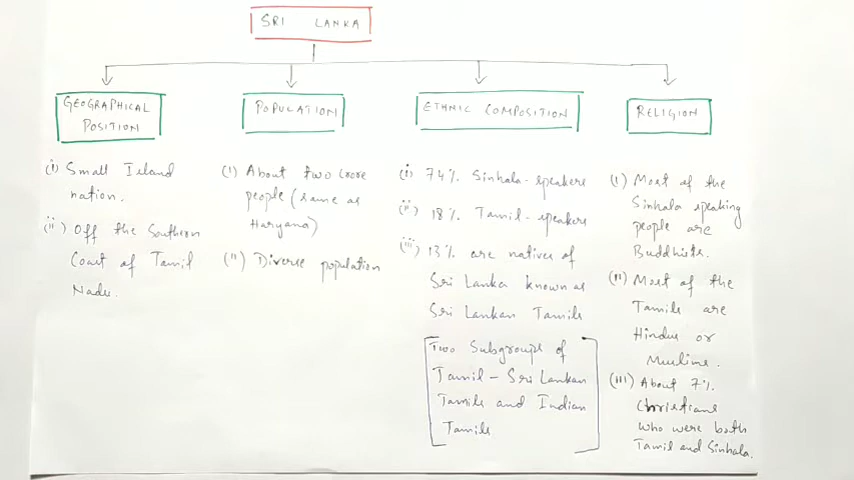 SRI LANKA
GEOGRAPHICAL
POSITION
(i) Small Island
nation.
(ii) Off the Southern
Coast of Tamil
Nadu.
POPULATION
(i) About two crore
people (same as
Haryana)
(ii) Diverse population
ETHNIC COMPOSITION
(i) 74% Sinhala-speakers
(ii) 18% Tamil-speakers
(iii) 13% are natives of
Sri Lanka known as
Sri Lankan Tamils
[Two Subgroups of
Tamil - Sri Lankan
Tamils and Indian
Tamils]
RELIGION
(i) Most of the
Sinhala speaking
people are
Buddhists.
(ii) Most of the
Tamils are
Hindus or
Muslims.
(iii) About 7%
Christians
who were both
Tamil and Sinhala.